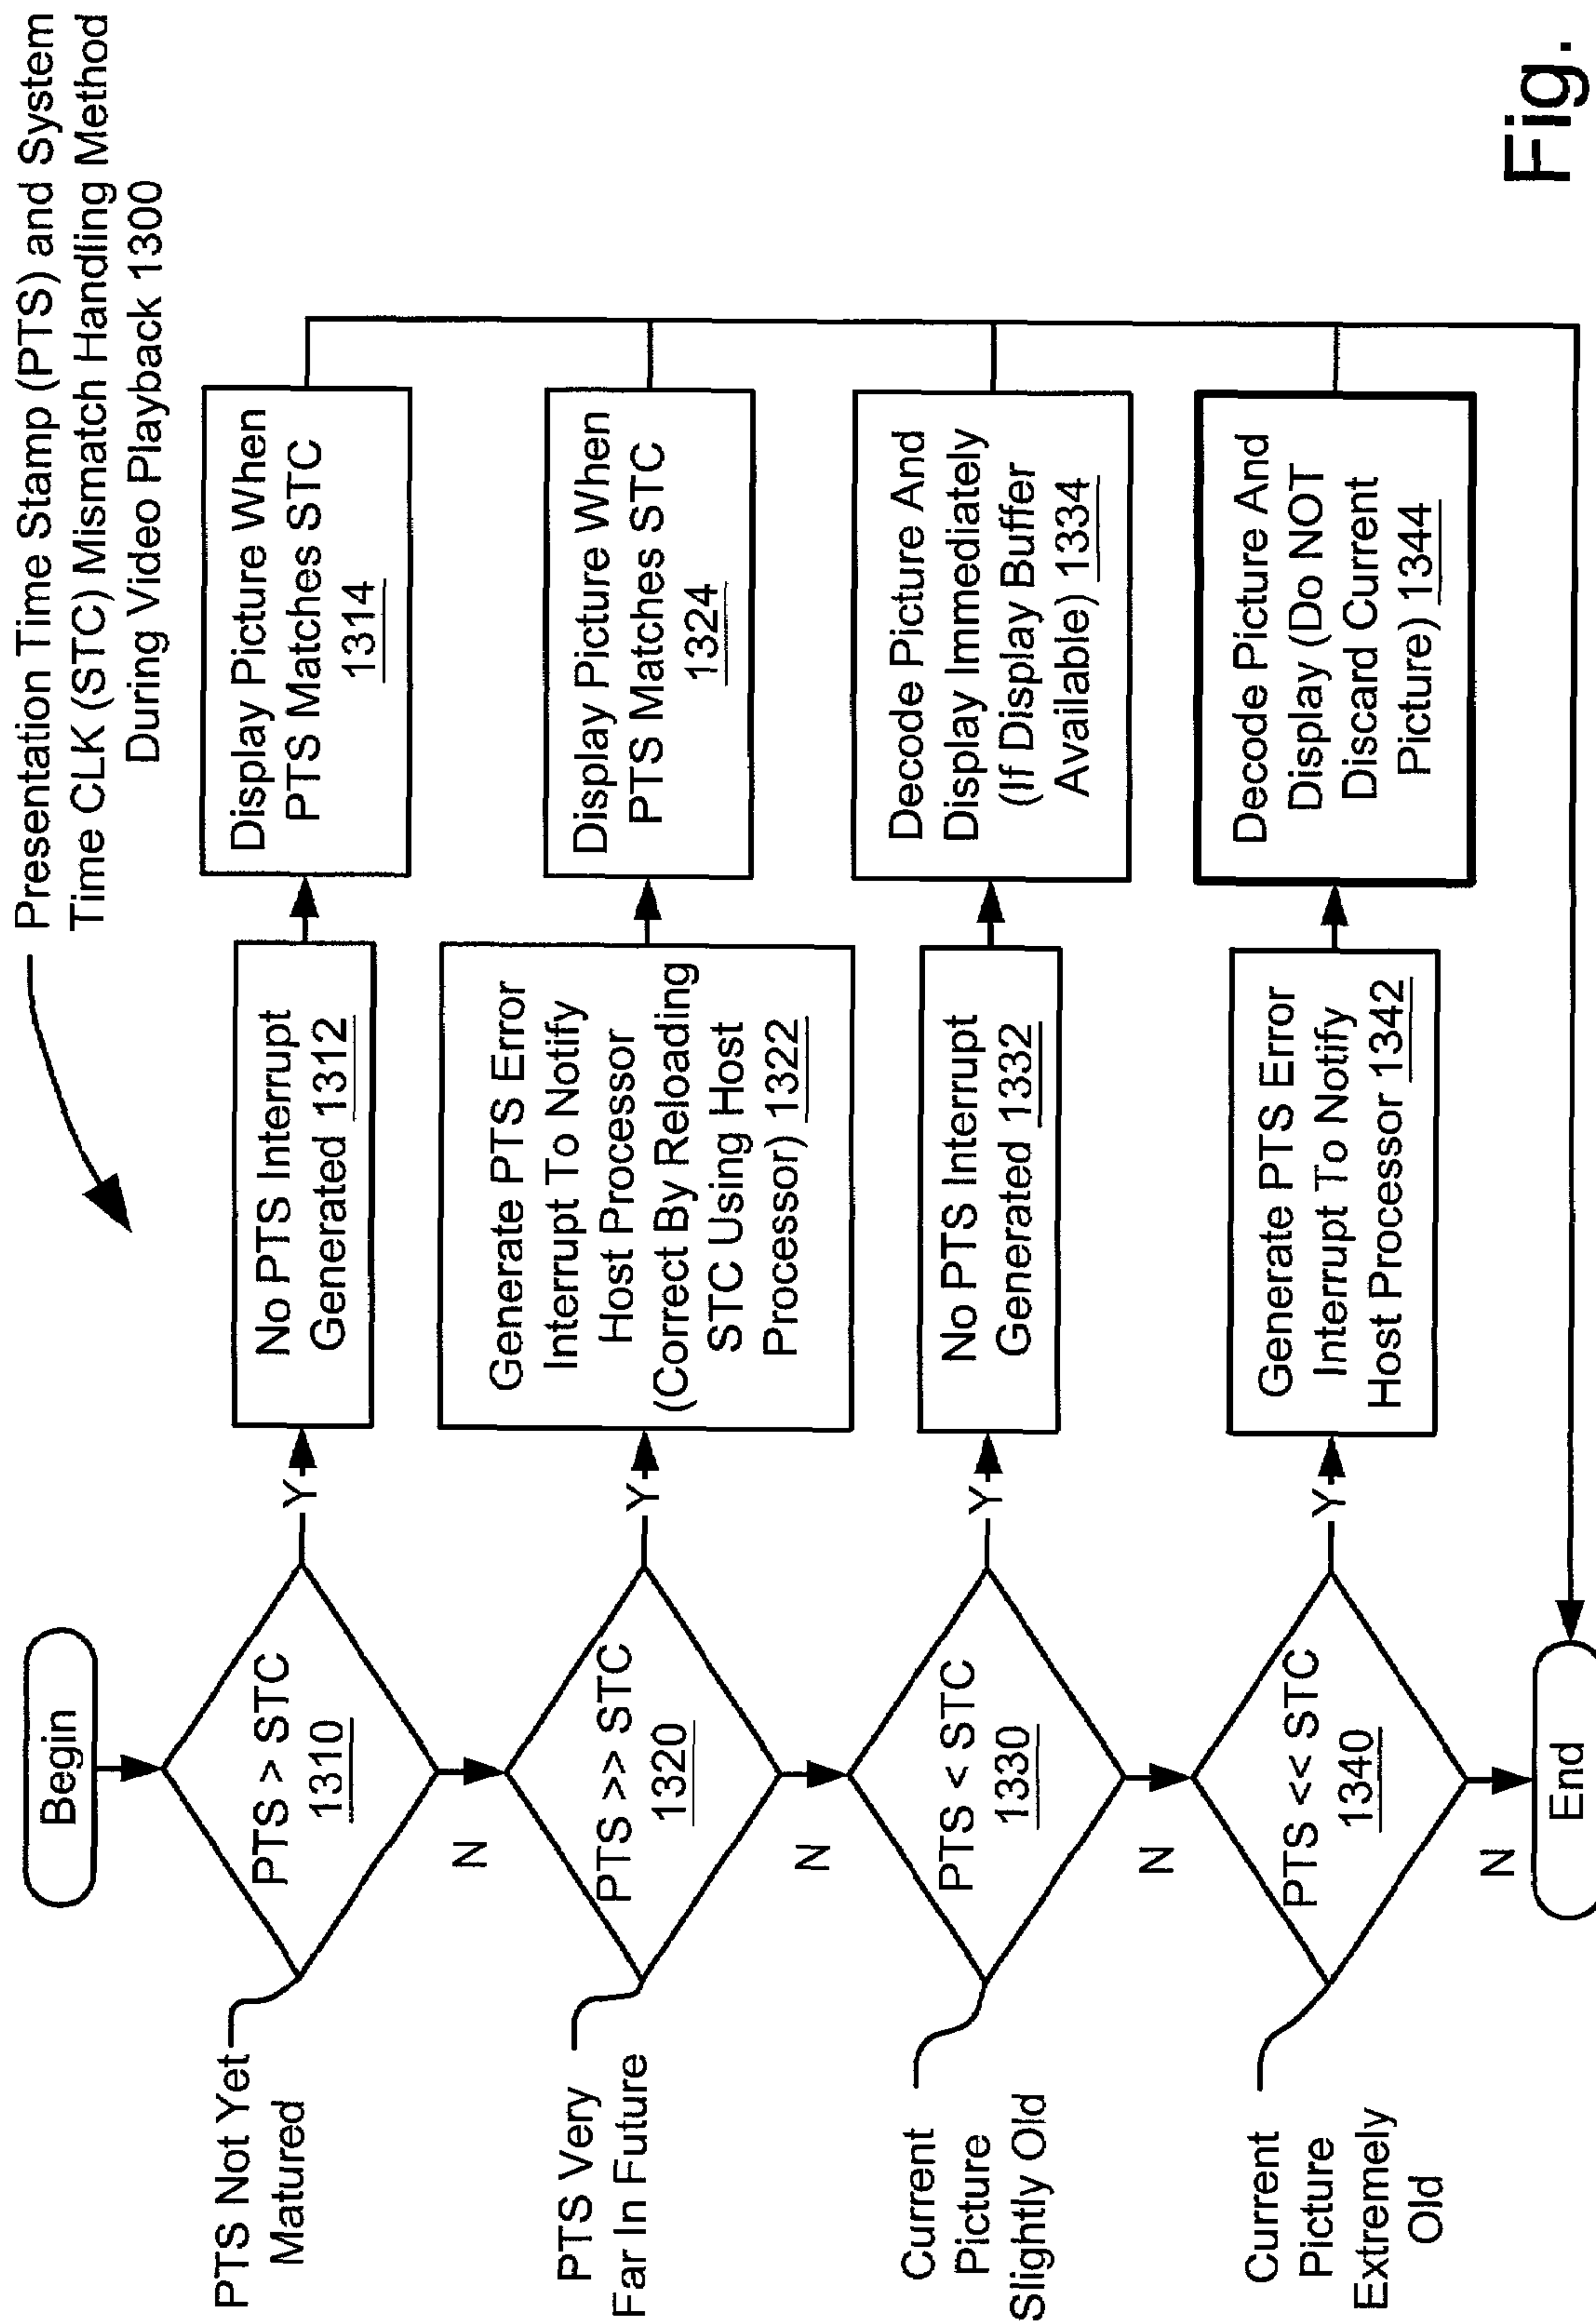 Presentation Time Stamp (PTS) and System
Time CLK (STC) Mismatch Handling Method
During Video Playback 1300
Begin
PTS Not Yet
Matured
PTS > STC
1310
Y
No PTS Interrupt
Generated 1312
Display Picture When
PTS Matches STC
1314
N
PTS Very
Far In Future
PTS >> STC
1320
Y
Generate PTS Error
Interrupt To Notify
Host Processor
(Correct By Reloading
STC Using Host
Processor) 1322
Display Picture When
PTS Matches STC
1324
N
Current
Picture
Slightly Old
PTS < STC
1330
Y
No PTS Interrupt
Generated 1332
Decode Picture And
Display Immediately
(If Display Buffer
Available) 1334
N
Current
Picture
Extremely
Old
PTS << STC
1340
Y
Generate PTS Error
Interrupt To Notify
Host Processor 1342
Decode Picture And
Display (Do NOT
Discard Current
Picture) 1344
N
End
Fig.